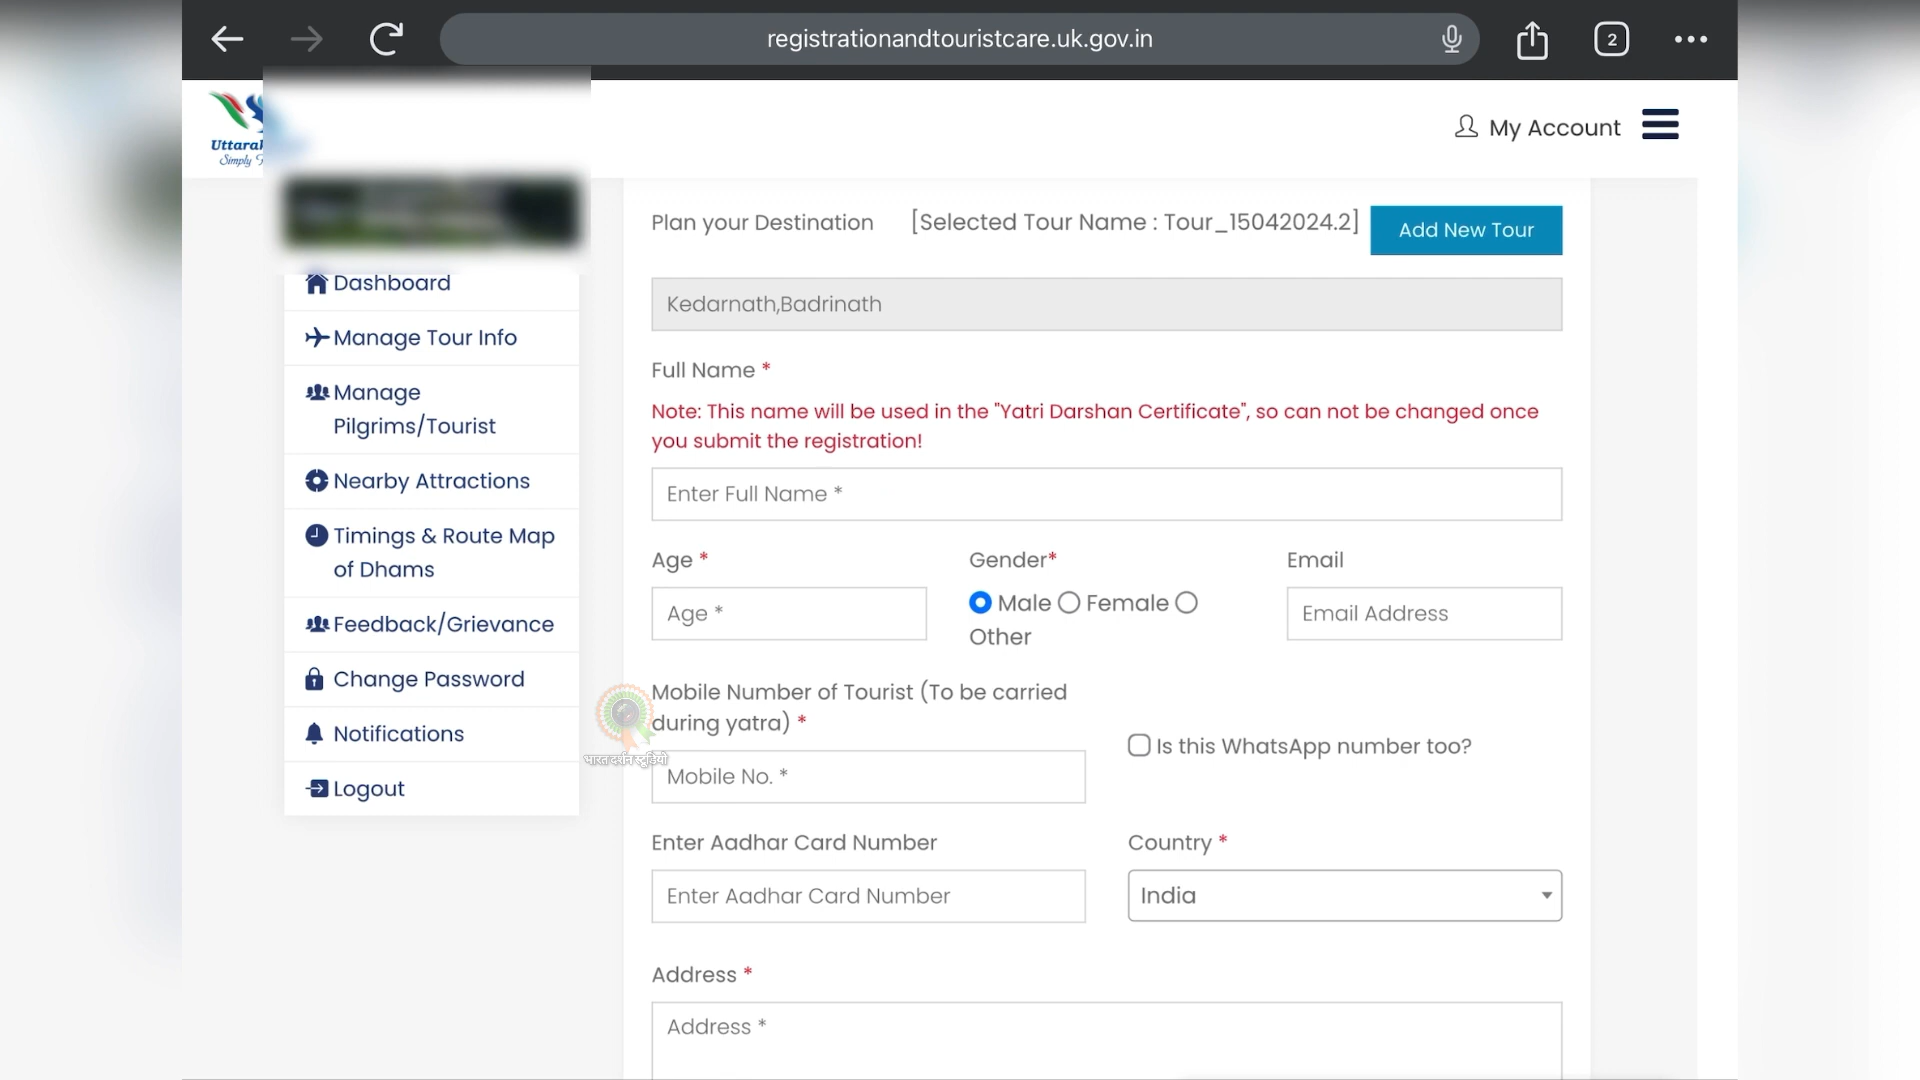 registrationandtouristcare.uk.gov.in
2
My Account
Plan your Destination [Selected Tour Name : Tour_15042024.2] Add New Tour
Kedarnath,Badrinath
Dashboard
Manage Tour Info
Manage
Pilgrims/Tourist
Nearby Attractions
Timings & Route Map
of Dhams
Feedback/Grievance
Change Password
Notifications
Logout
Full Name *
Note: This name will be used in the "Yatri Darshan Certificate", so can not be changed once
you submit the registration!
Enter Full Name *
Age * Gender* Email
Age * Male Female
Other
Email Address
Mobile Number of Tourist (To be carried
during yatra) *
Mobile No. *
Is this WhatsApp number too?
भारत दर्शन स्टूडियो
Enter Aadhar Card Number
Enter Aadhar Card Number
Country *
India
Address *
Address *